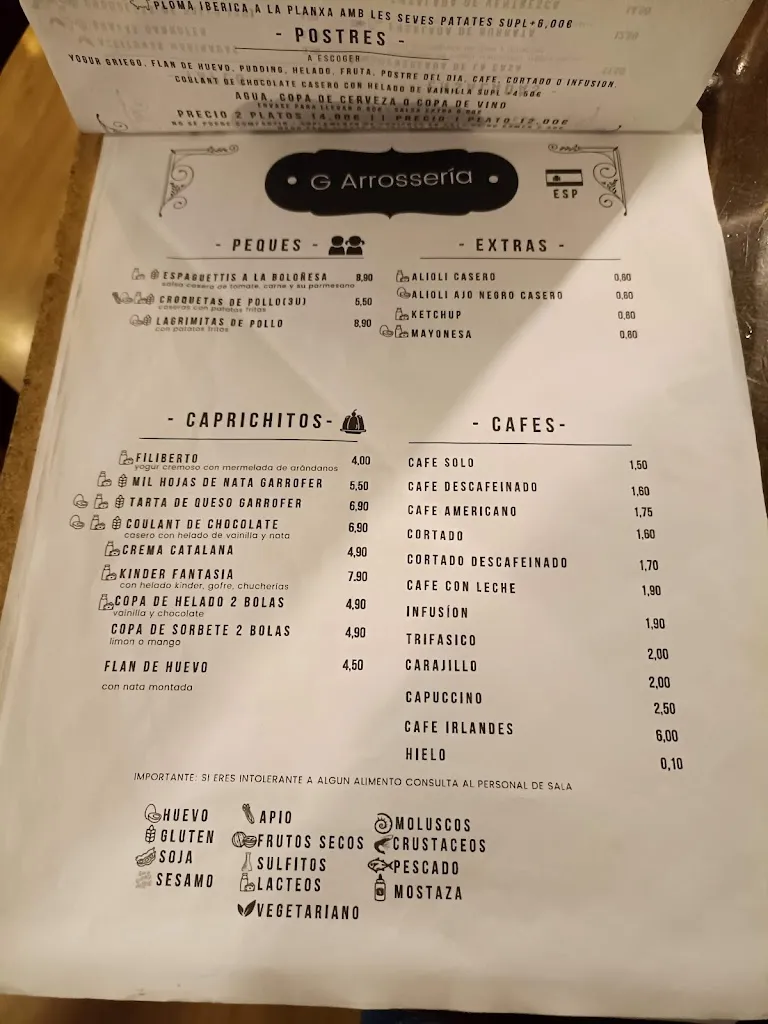 PLOMA IBERICA A LA PLANXA AMB LES SEVES PATATES SUPL+6,00€
- POSTRES -
A ESCOGER
YOGUR GRIEGO, FLAN DE HUEVO, PUDDING, HELADO, FRUTA, POSTRE DEL DIA, CAFE, CORTADO O INFUSION.
COULANT DE CHOCOLATE CASERO CON HELADO DE VAINILLA SUPL +4,50€
AGUA, COPA DE CERVEZA O COPA DE VINO
PRECIO 2 PLATOS 14,00€ || PRECIO 1 PLATO 12,00€
• G Arrossería •
ESP
- PEQUES -
ESPAGUETTIS A LA BOLOÑESA 8,90
salsa casera de tomate, carne y su parmesano
CROQUETAS DE POLLO(3U) 5,50
caseras con patatas fritas
LAGRIMITAS DE POLLO 8,90
con patatas fritas
- EXTRAS -
ALIOLI CASERO 0,60
ALIOLI AJO NEGRO CASERO 0,60
KETCHUP 0,60
MAYONESA 0,60
- CAPRICHITOS-
FILIBERTO 4,00
yogur cremoso con mermelada de arándanos
MIL HOJAS DE NATA GARROFER 5,50
TARTA DE QUESO GARROFER 6,90
COULANT DE CHOCOLATE 6,90
casero con helado de vainilla y nata
CREMA CATALANA 4,90
KINDER FANTASIA 7.90
con helado kinder, gofre, chucherias
COPA DE HELADO 2 BOLAS 4,90
vainilla y chocolate
COPA DE SORBETE 2 BOLAS 4,90
limon o mango
FLAN DE HUEVO 4,50
con nata montada
- CAFES-
CAFE SOLO 1,50
CAFE DESCAFEINADO 1,60
CAFE AMERICANO 1,75
CORTADO 1,60
CORTADO DESCAFEINADO 1,70
CAFE CON LECHE 1,90
INFUSÍON 1,90
TRIFASICO 2,00
CARAJILLO 2,00
CAPUCCINO 2,50
CAFE IRLANDES 6,00
HIELO 0,10
IMPORTANTE: SI ERES INTOLERANTE A ALGUN ALIMENTO CONSULTA AL PERSONAL DE SALA
HUEVO
GLUTEN
SOJA
SESAMO
APIO
FRUTOS SECOS
SULFITOS
LACTEOS
VEGETARIANO
MOLUSCOS
CRUSTACEOS
PESCADO
MOSTAZA